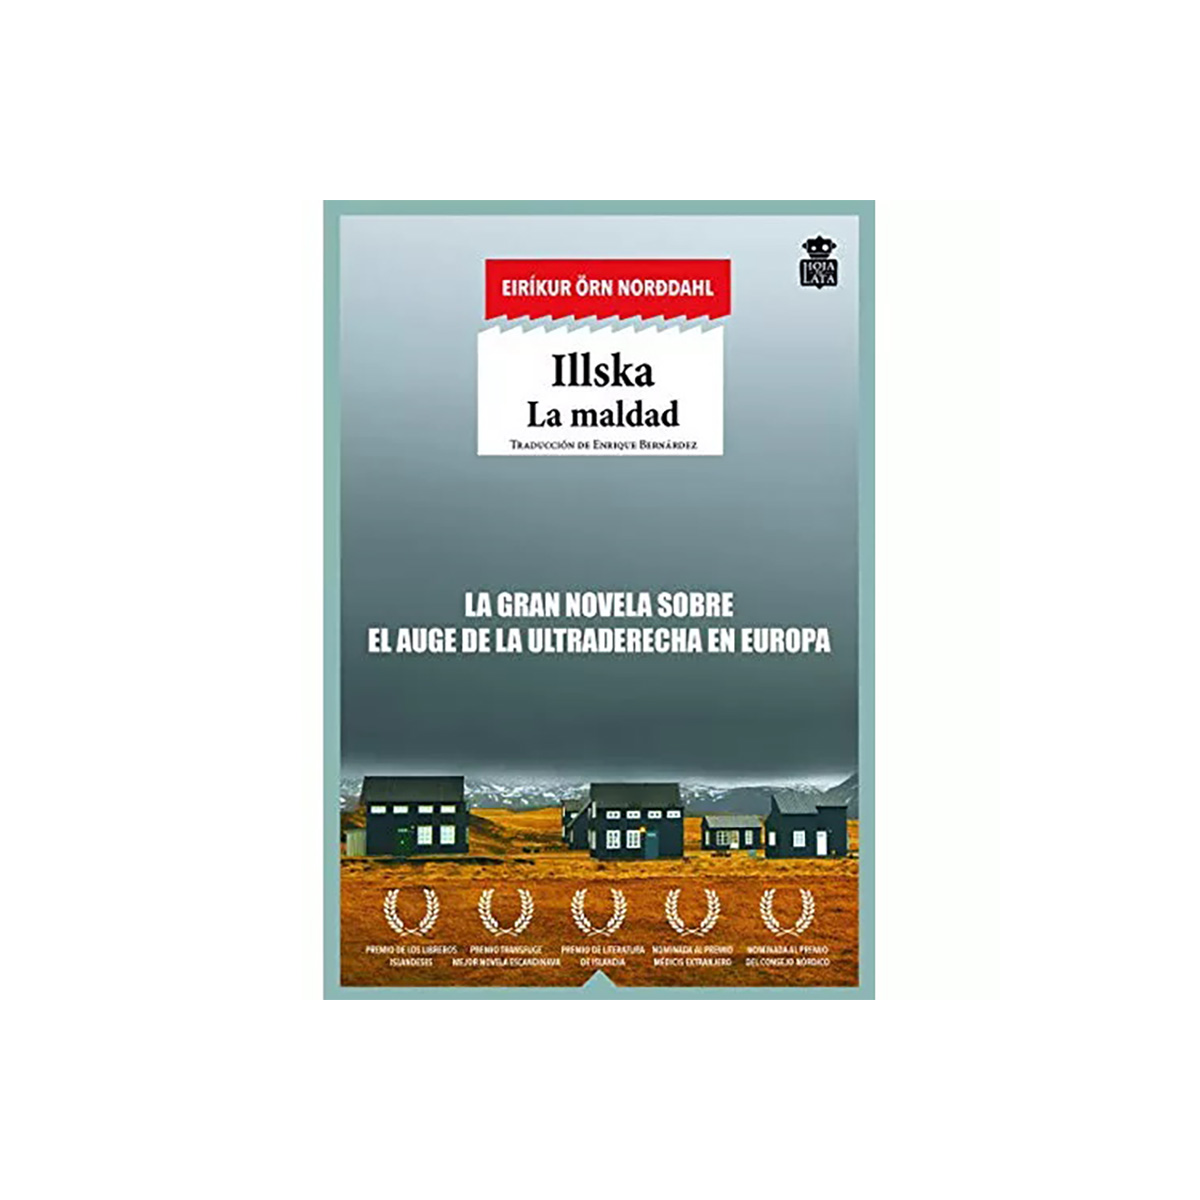 HOJA
DE LATA
EIRÍKUR ÖRN NORÐDAHL
Illska
La maldad
TRADUCCIÓN DE ENRIQUE BERNÁRDEZ
LA GRAN NOVELA SOBRE
EL AUGE DE LA ULTRADERECHA EN EUROPA
PREMIO DE LOS LIBREROS
ISLANDESES
PREMIO TRANSFUGE
MEJOR NOVELA ESCANDINAVA
PREMIO DE LITERATURA
DE ISLANDIA
NOMINADA AL PREMIO
MÉDICIS EXTRANJERO
NOMINADA AL PREMIO
DEL CONSEJO NÓRDICO